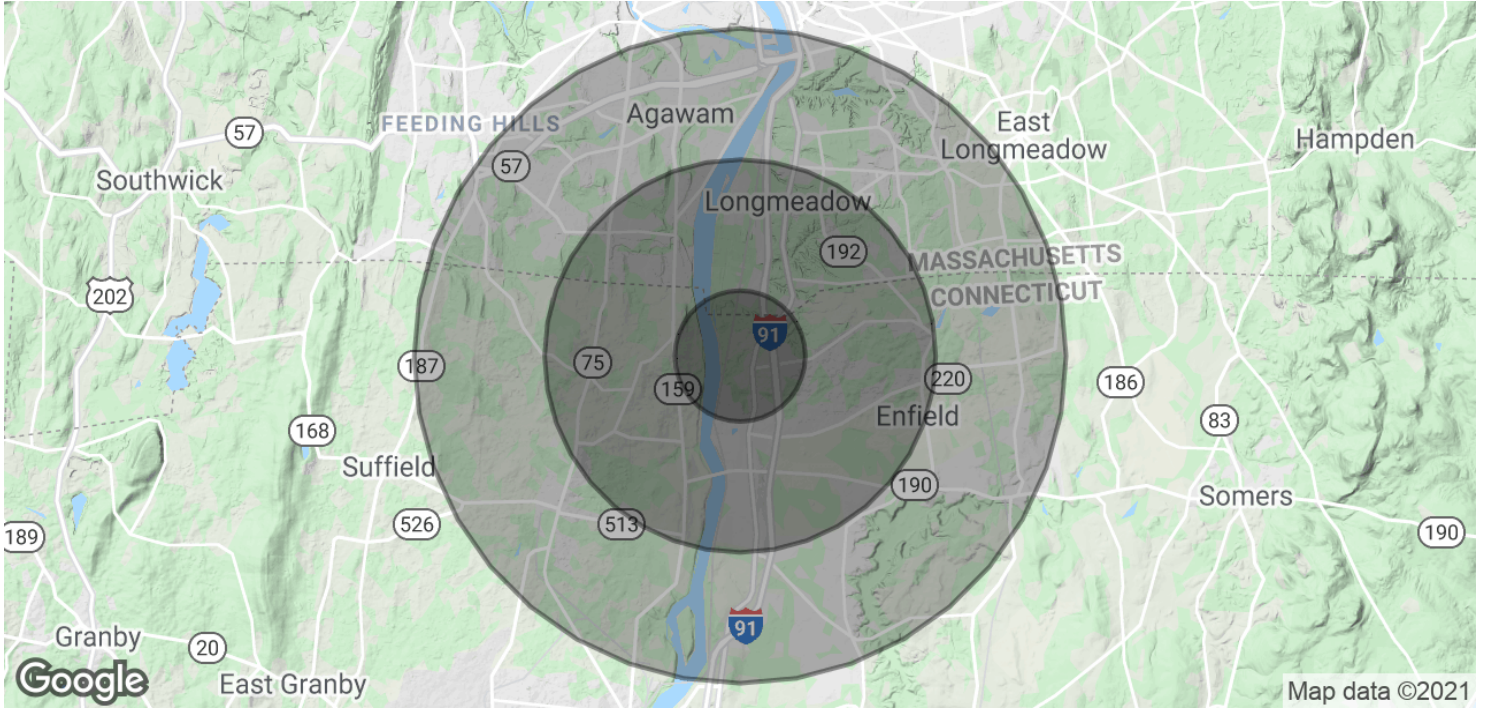 Agawam
FEEDING HILLS
57
East
Longmeadow
Hampden
57
Southwick
Longmeadow
192
MASSACHUSETTS
CONNECTICUT
202
91
187
75
159
220
186
Enfield
83
168
Suffield
190
Somers
526
513
190
189
91
Granby
20
East Granby
Google
Map data ©2021